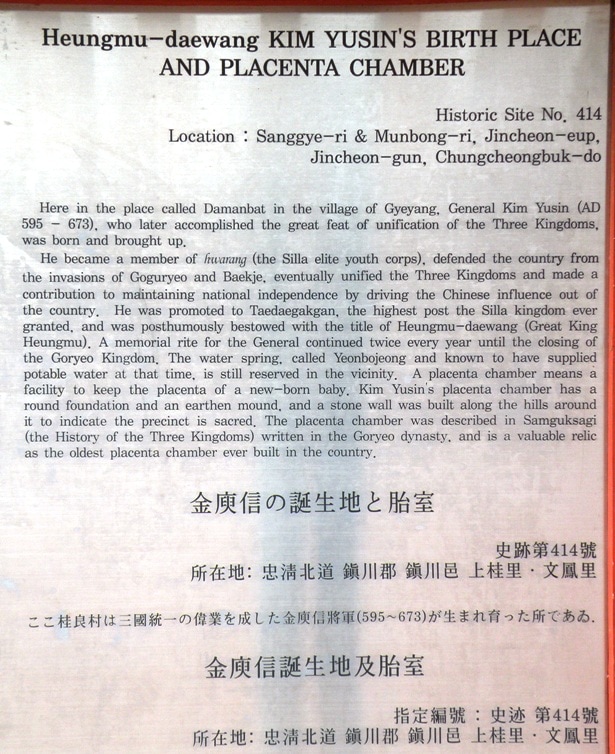 Heungmu-daewang KIM YUSIN'S BIRTH PLACE
AND PLACENTA CHAMBER
Historic Site No. 414
Location : Sanggye-ri & Munbong-ri, Jincheon-eup,
Jincheon-gun, Chungcheongbuk-do
Here in the place called Damanbat in the village of Gyeyang, General Kim Yusin (AD
595 - 673), who later accomplished the great feat of unification of the Three Kingdoms,
was born and brought up.
He became a member of hwarang (the Silla elite youth corps), defended the country from
the invasions of Goguryeo and Baekje, eventually unified the Three Kingdoms and made a
contribution to maintaining national independence by driving the Chinese influence out of
the country. He was promoted to Taedaegakgan, the highest post the Silla kingdom ever
granted, and was posthumously bestowed with the title of Heungmu-daewang (Great King
Heungmu). A memorial rite for the General continued twice every year until the closing of
the Goryeo Kingdom. The water spring, called Yeonbojeong and known to have supplied
potable water at that time, is still reserved in the vicinity. A placenta chamber means a
facility to keep the placenta of a new-born baby. Kim Yusin's placenta chamber has a
round foundation and an earthen mound, and a stone wall was built along the hills around
it to indicate the precinct is sacred. The placenta chamber was described in Samguksagi
(the History of the Three Kingdoms) written in the Goryeo dynasty, and is a valuable relic
as the oldest placenta chamber ever built in the country.
金庾信の誕生地と胎室
史跡第414號
所在地: 忠淸北道 鎭川郡 鎭川邑 上桂里・文鳳里
ここ桂良村は三國統一の偉業を成した金庾信將軍(595~673)が生まれ育った所である.
金庾信誕生地及胎室
指定編號 : 史迹 第414號
所在地: 忠淸北道 鎭川郡 鎭川邑 上桂里・文鳳里